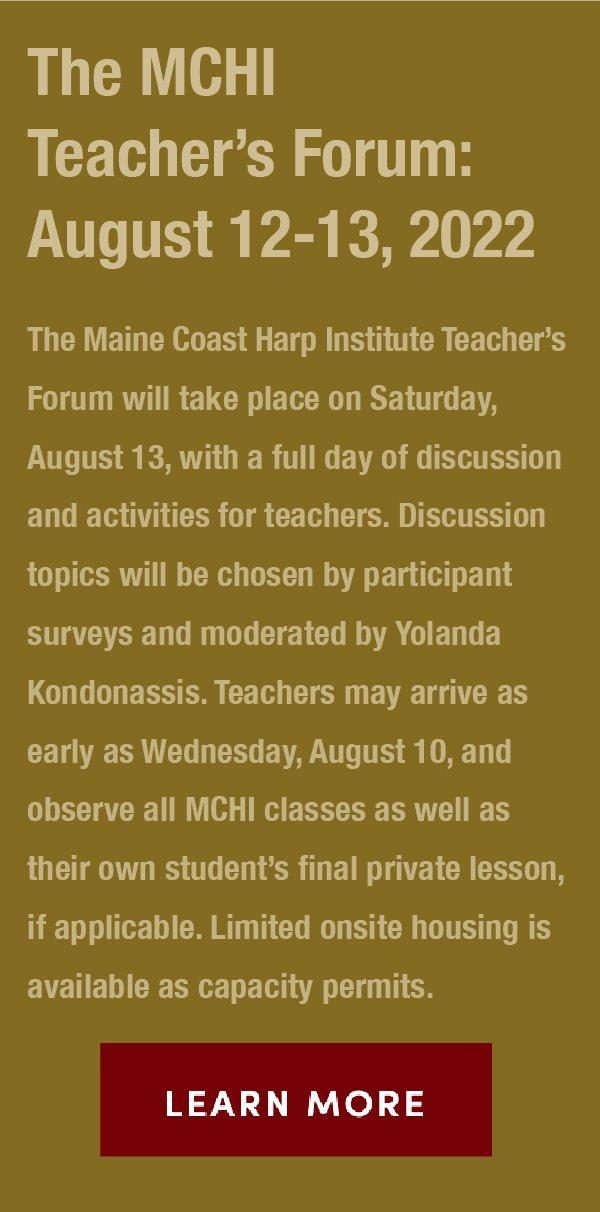 The MCHI
Teacher’s Forum:
August 12-13, 2022
The Maine Coast Harp Institute Teacher’s
Forum will take place on Saturday,
August 13, with a full day of discussion
and activities for teachers. Discussion
topics will be chosen by participant
surveys and moderated by Yolanda
Kondonassis. Teachers may arrive as
early as Wednesday, August 10, and
observe all MCHI classes as well as
their own student’s final private lesson,
if applicable. Limited onsite housing is
available as capacity permits.
LEARN MORE